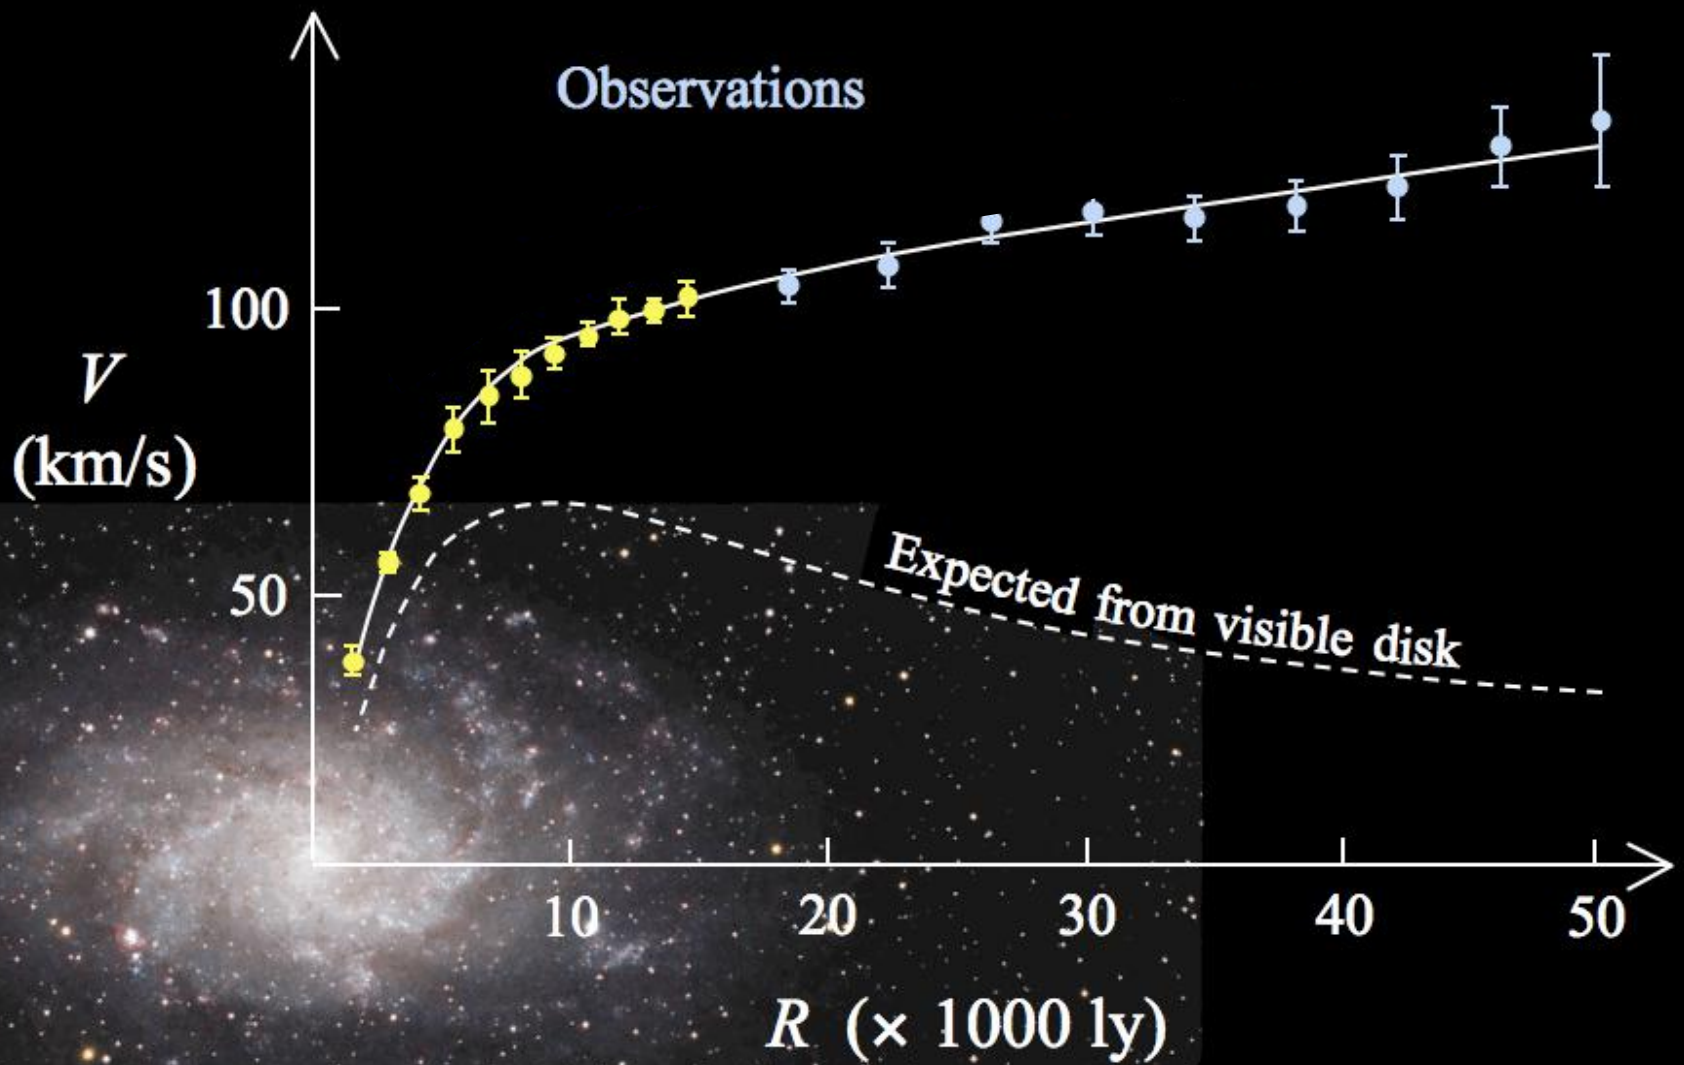 Observations
100
V
(km/s)
50
Expected from visible disk
10 20 30 40 50
R (× 1000 ly)